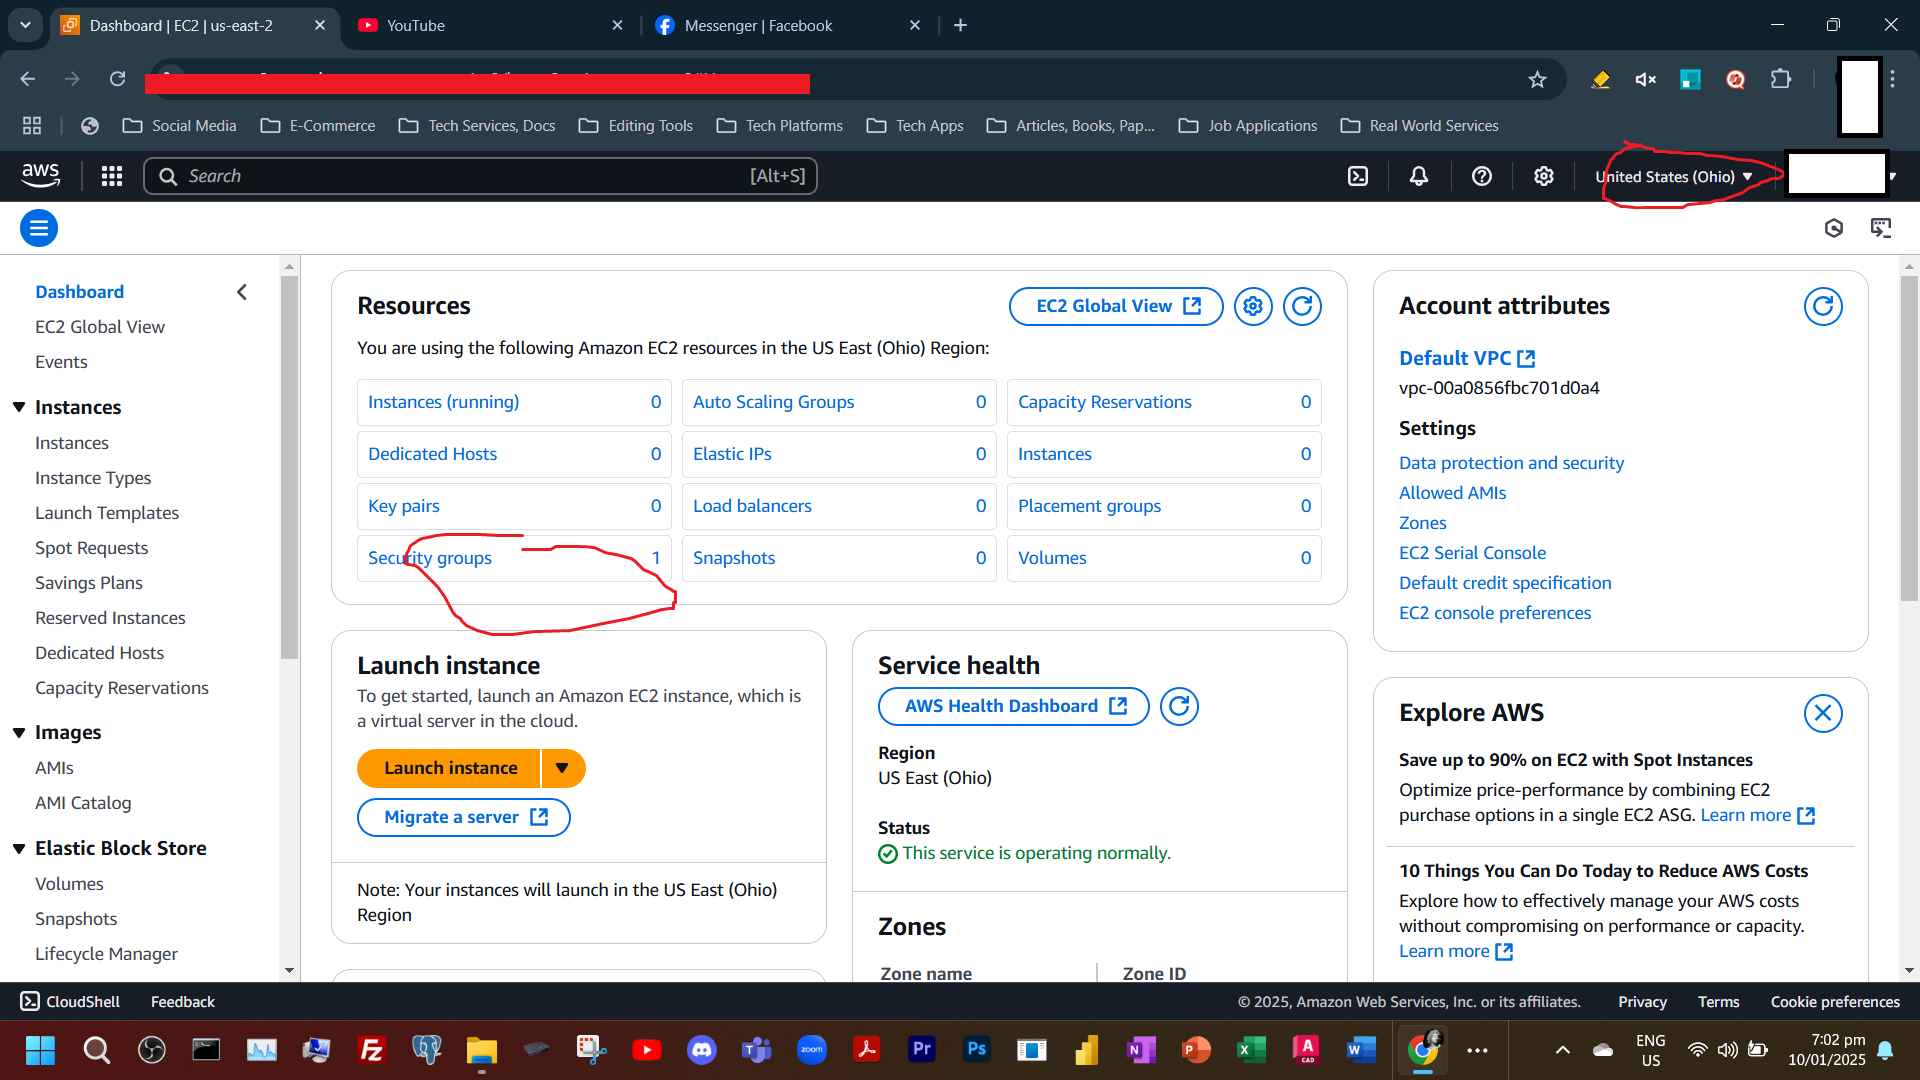 Dashboard | EC2 | us-east-2
YouTube
Messenger | Facebook
Social Media
E-Commerce
Tech Services, Docs
Editing Tools
Tech Platforms
Tech Apps
Articles, Books, Pap...
Job Applications
Real World Services
aws
Search
[Alt+S]
United States (Ohio)
Dashboard
EC2 Global View
Events
Instances
Instances
Instance Types
Launch Templates
Spot Requests
Savings Plans
Reserved Instances
Dedicated Hosts
Capacity Reservations
Images
AMIs
AMI Catalog
Elastic Block Store
Volumes
Snapshots
Lifecycle Manager
Resources
EC2 Global View
You are using the following Amazon EC2 resources in the US East (Ohio) Region:
Instances (running) 0
Auto Scaling Groups 0
Capacity Reservations 0
Dedicated Hosts 0
Elastic IPs 0
Instances 0
Key pairs 0
Load balancers 0
Placement groups 0
Security groups 1
Snapshots 0
Volumes 0
Launch instance
To get started, launch an Amazon EC2 instance, which is
a virtual server in the cloud.
Launch instance
Migrate a server
Note: Your instances will launch in the US East (Ohio)
Region
Service health
AWS Health Dashboard
Region
US East (Ohio)
Status
This service is operating normally.
Zones
Zone name
Zone ID
Account attributes
Default VPC
vpc-00a0856fbc701d0a4
Settings
Data protection and security
Allowed AMIs
Zones
EC2 Serial Console
Default credit specification
EC2 console preferences
Explore AWS
Save up to 90% on EC2 with Spot Instances
Optimize price-performance by combining EC2
purchase options in a single EC2 ASG. Learn more
10 Things You Can Do Today to Reduce AWS Costs
Explore how to effectively manage your AWS costs
without compromising on performance or capacity.
Learn more
CloudShell
Feedback
© 2025, Amazon Web Services, Inc. or its affiliates.
Privacy
Terms
Cookie preferences
Fz
zoom
Pr
Ps
N
P
X
A
CAD
W
ENG
US
7:02 pm
10/01/2025